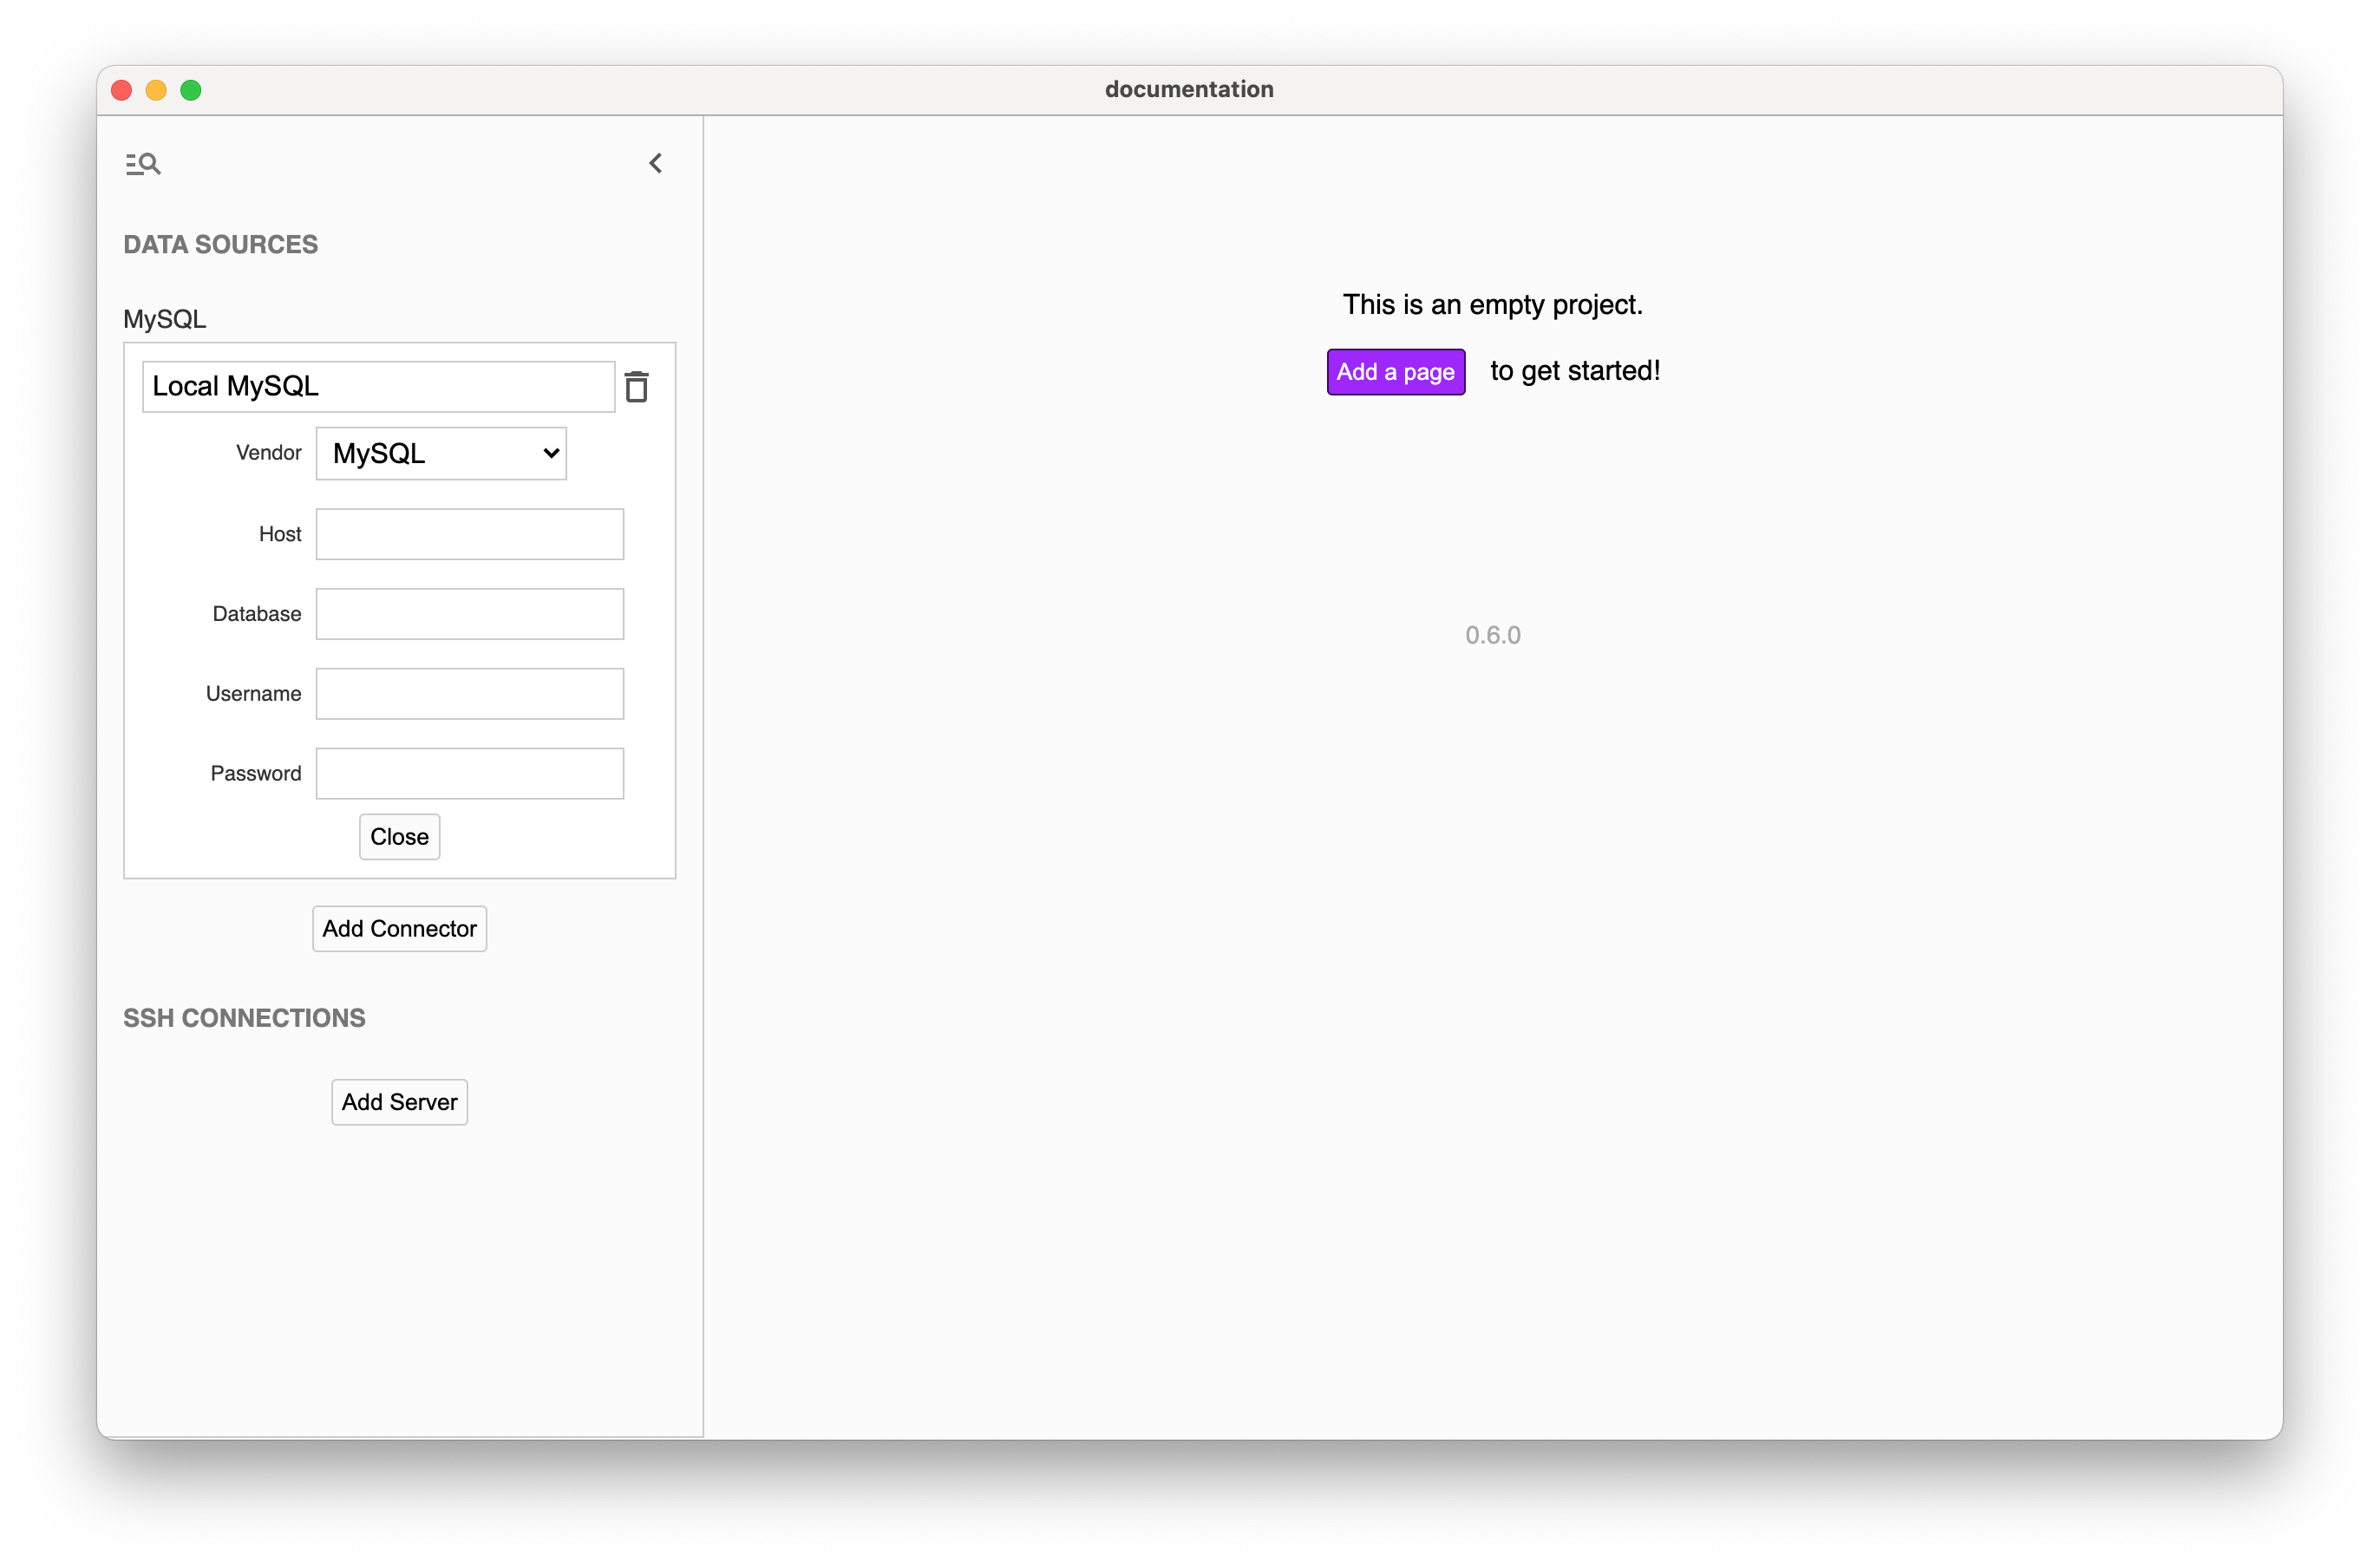 documentation
DATA SOURCES
MySQL
Local MySQL
Vendor MySQL
Host
Database
Username
Password
Close
Add Connector
SSH CONNECTIONS
Add Server
This is an empty project.
Add a page to get started!
0.6.0